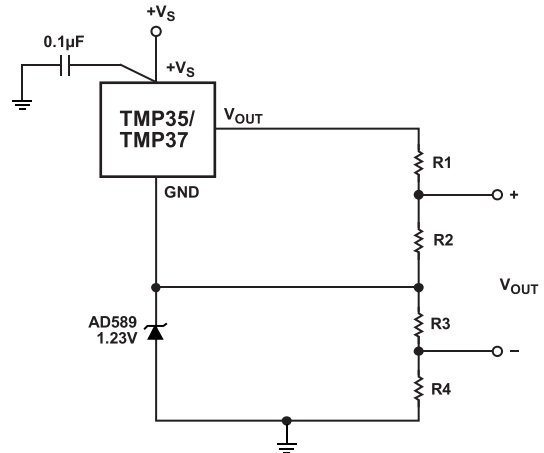 +VS
0.1µF
+VS
TMP35/
TMP37
VOUT
GND
R1
+
R2
VOUT
AD589
1.23V
R3
−
R4